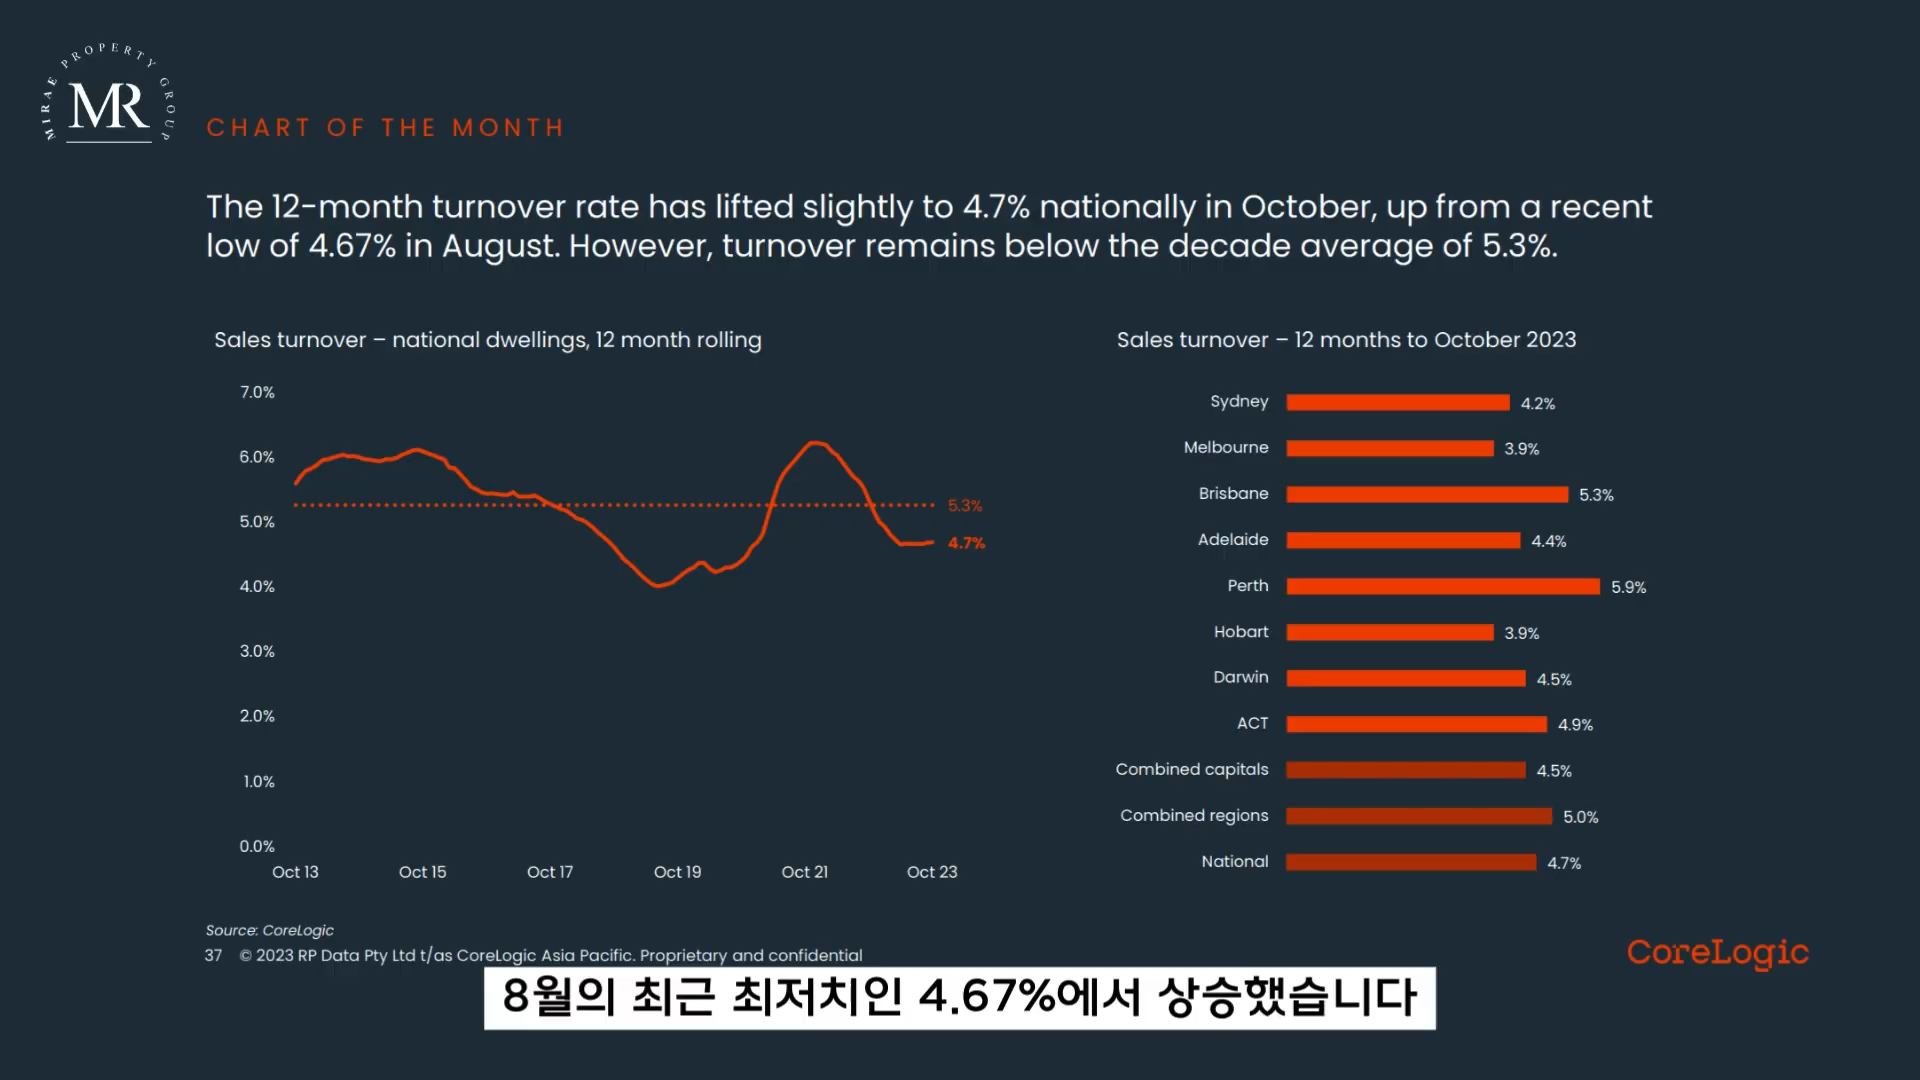 MIRAE PROPERTY GROUP
MR
CHART OF THE MONTH
The 12-month turnover rate has lifted slightly to 4.7% nationally in October, up from a recent
low of 4.67% in August. However, turnover remains below the decade average of 5.3%.
Sales turnover – national dwellings, 12 month rolling
7.0%
6.0%
5.0%
4.0%
3.0%
2.0%
1.0%
0.0%
5.3%
4.7%
Oct 13 Oct 15 Oct 17 Oct 19 Oct 21 Oct 23
Sales turnover – 12 months to October 2023
Sydney 4.2%
Melbourne 3.9%
Brisbane 5.3%
Adelaide 4.4%
Perth 5.9%
Hobart 3.9%
Darwin 4.5%
ACT 4.9%
Combined capitals 4.5%
Combined regions 5.0%
National 4.7%
Source: CoreLogic
37 © 2023 RP Data Pty Ltd t/as CoreLogic Asia Pacific. Proprietary and confidential
CoreLogic
8월의 최근 최저치인 4.67%에서 상승했습니다